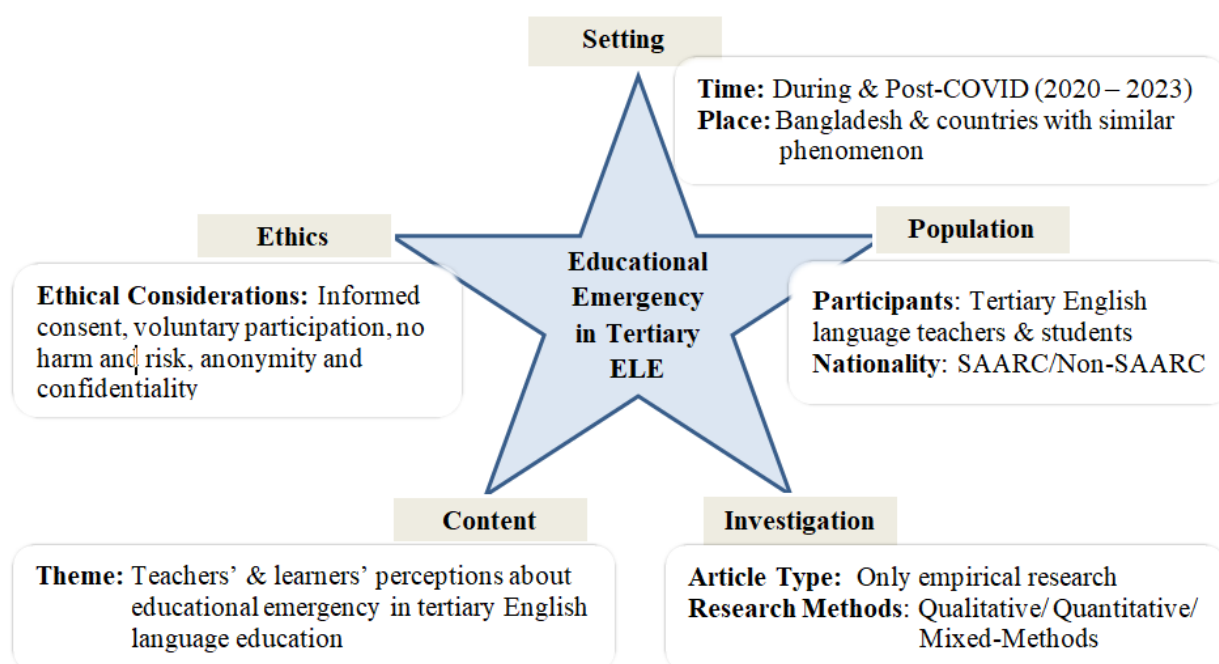 Setting
Time: During & Post-COVID (2020 – 2023)
Place: Bangladesh & countries with similar
phenomenon
Ethics
Ethical Considerations: Informed
consent, voluntary participation, no
harm and risk, anonymity and
confidentiality
Educational
Emergency
in Tertiary
ELE
Population
Participants: Tertiary English
language teachers & students
Nationality: SAARC/Non-SAARC
Content
Theme: Teachers’ & learners’ perceptions about
educational emergency in tertiary English
language education
Investigation
Article Type: Only empirical research
Research Methods: Qualitative/ Quantitative/
Mixed-Methods